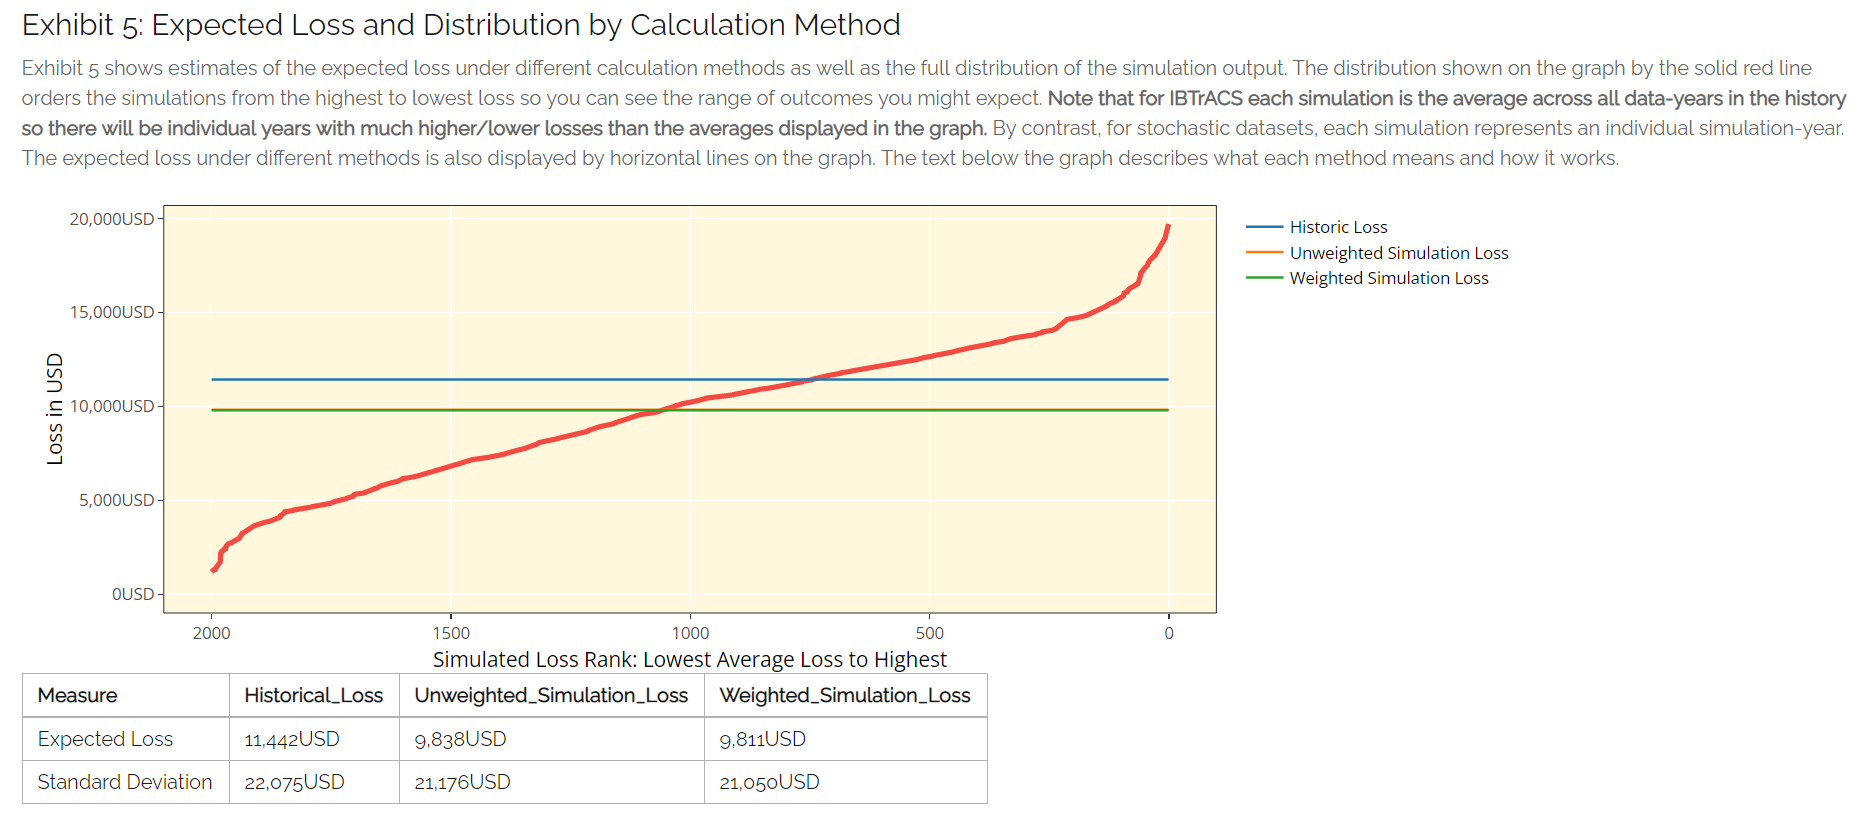 Exhibit 5: Expected Loss and Distribution by Calculation Method
Exhibit 5 shows estimates of the expected loss under different calculation methods as well as the full distribution of the simulation output. The distribution shown on the graph by the solid red line
orders the simulations from the highest to lowest loss so you can see the range of outcomes you might expect. Note that for IBTrACS each simulation is the average across all data-years in the history
so there will be individual years with much higher/lower losses than the averages displayed in the graph. By contrast, for stochastic datasets, each simulation represents an individual simulation-year.
The expected loss under different methods is also displayed by horizontal lines on the graph. The text below the graph describes what each method means and how it works.
20,000USD
15,000USD
10,000USD
5,000USD
0USD
Loss in USD
2000 1500 1000 500 0
Simulated Loss Rank: Lowest Average Loss to Highest
Historic Loss
Unweighted Simulation Loss
Weighted Simulation Loss
Measure Historical_Loss Unweighted_Simulation_Loss Weighted_Simulation_Loss
Expected Loss 11,442USD 9,838USD 9,811USD
Standard Deviation 22,075USD 21,176USD 21,050USD